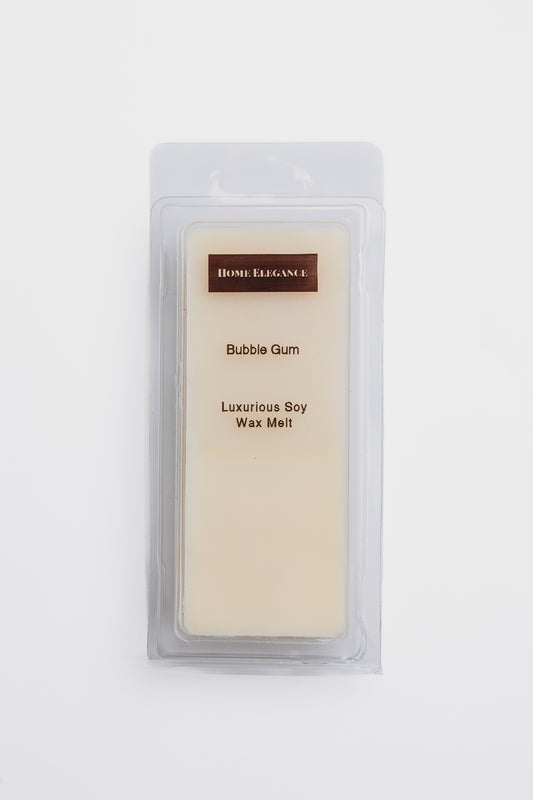 HOME ELEGANCE
Bubble Gum
Luxurious Soy
Wax Melt